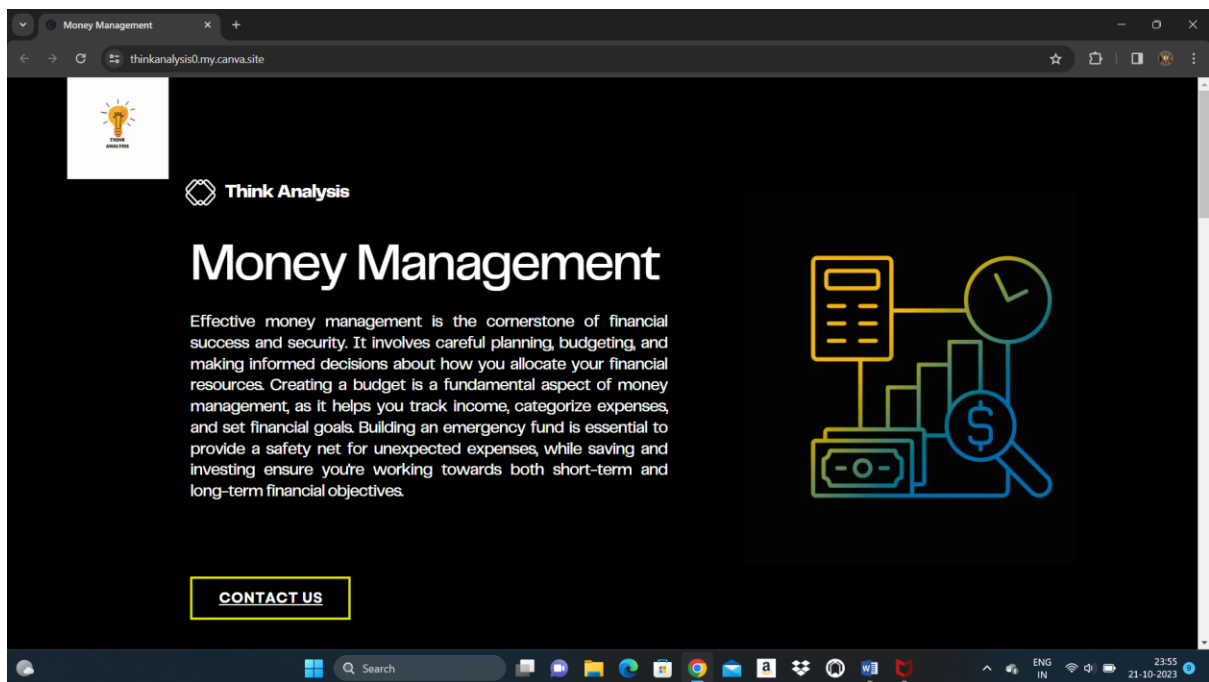 Money Management
thinkanalysis0.my.canva.site
THINK
ANALYSIS
Think Analysis
Money Management
Effective money management is the cornerstone of financial
success and security. It involves careful planning, budgeting, and
making informed decisions about how you allocate your financial
resources. Creating a budget is a fundamental aspect of money
management, as it helps you track income, categorize expenses,
and set financial goals. Building an emergency fund is essential to
provide a safety net for unexpected expenses, while saving and
investing ensure you're working towards both short-term and
long-term financial objectives.
$
CONTACT US
Search
a
W
ENG
IN
23:55
21-10-2023
9